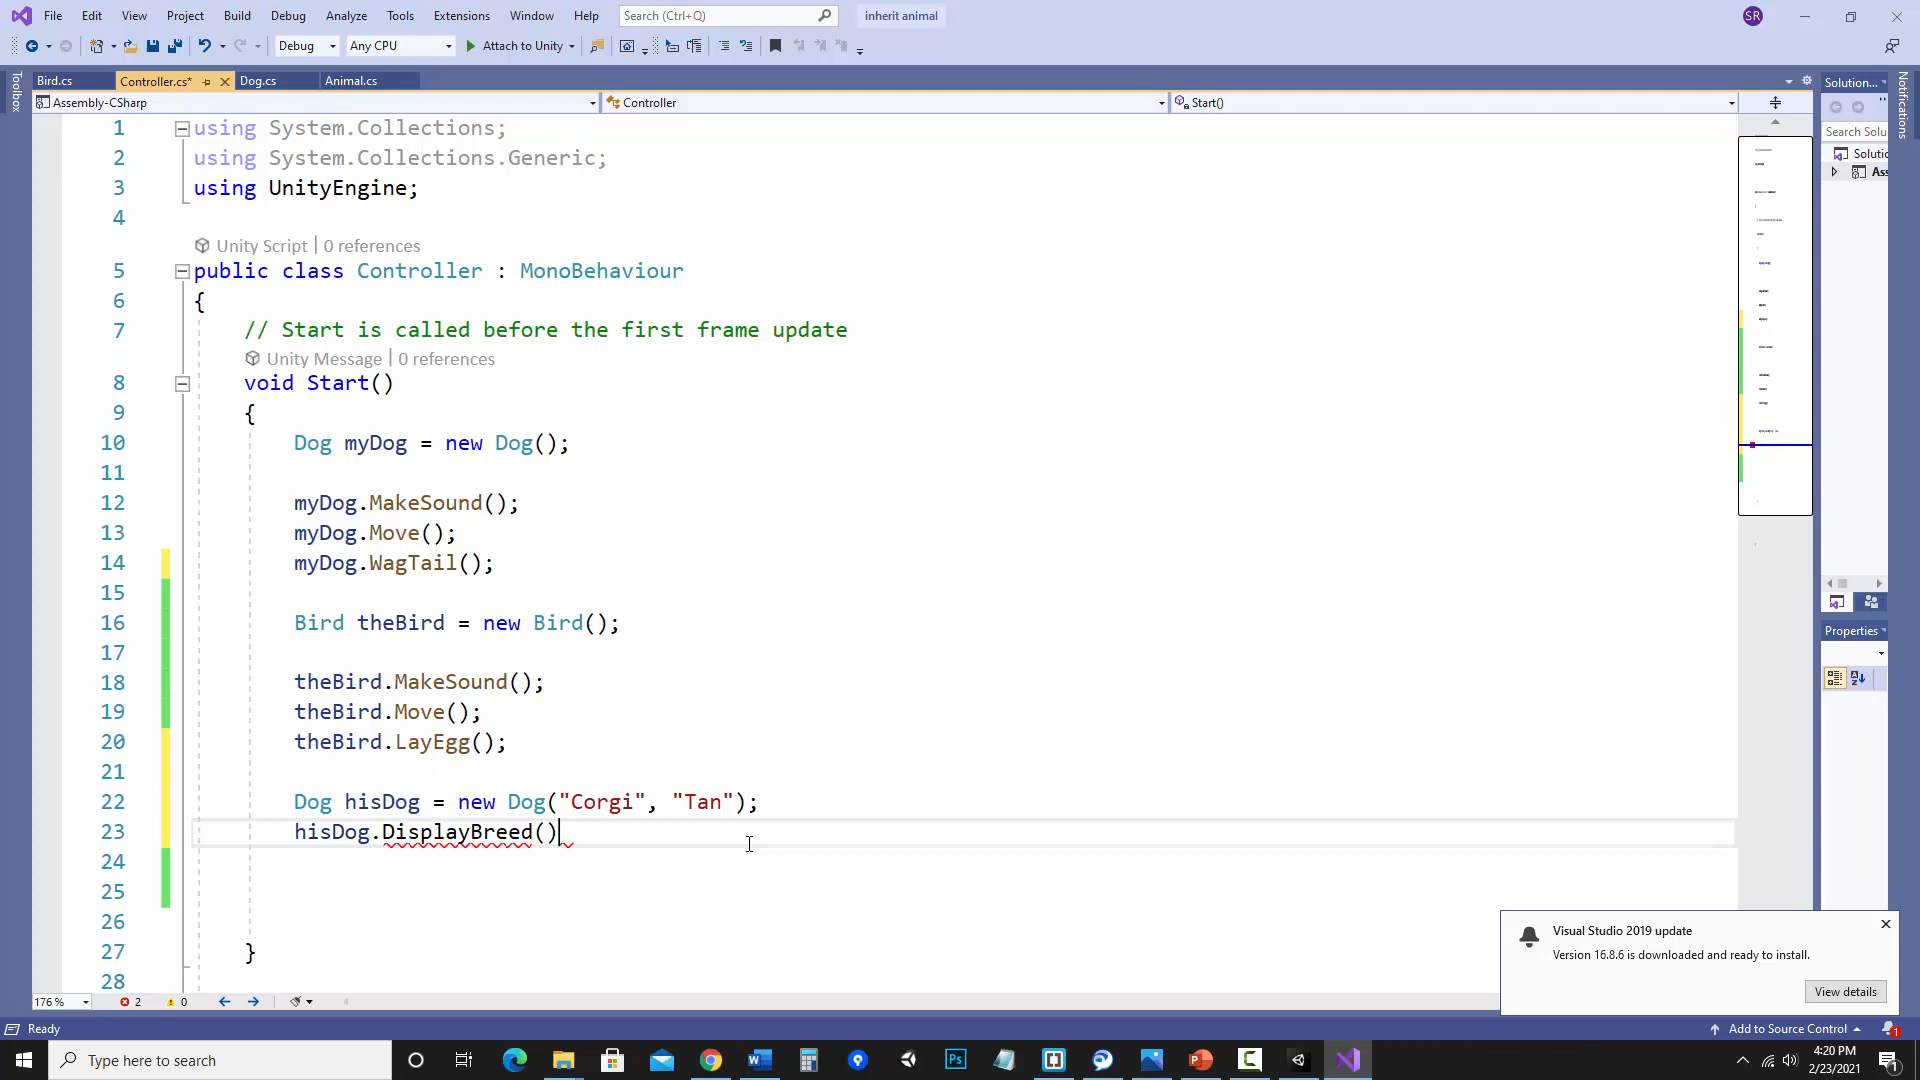 File Edit View Project Build Debug Analyze Tools Extensions Window Help Search (Ctrl+Q) inherit animal SR
Debug Any CPU Attach to Unity
Bird.cs Controller.cs* Dog.cs Animal.cs
Toolbox
Assembly-CSharp Controller Start()
1 using System.Collections;
2 using System.Collections.Generic;
3 using UnityEngine;
4
Unity Script | 0 references
5 public class Controller : MonoBehaviour
6 {
7 // Start is called before the first frame update
Unity Message | 0 references
8 void Start()
9 {
10 Dog myDog = new Dog();
11
12 myDog.MakeSound();
13 myDog.Move();
14 myDog.WagTail();
15
16 Bird theBird = new Bird();
17
18 theBird.MakeSound();
19 theBird.Move();
20 theBird.LayEgg();
21
22 Dog hisDog = new Dog("Corgi", "Tan");
23 hisDog.DisplayBreed()
24
25
26
27 }
28
Solution...
Search Solu
Solutio
Ass
Notifications
Properties
Visual Studio 2019 update
Version 16.8.6 is downloaded and ready to install.
View details
176 % 2 0
Ready Add to Source Control 1
Type here to search
4:20 PM
2/23/2021
1